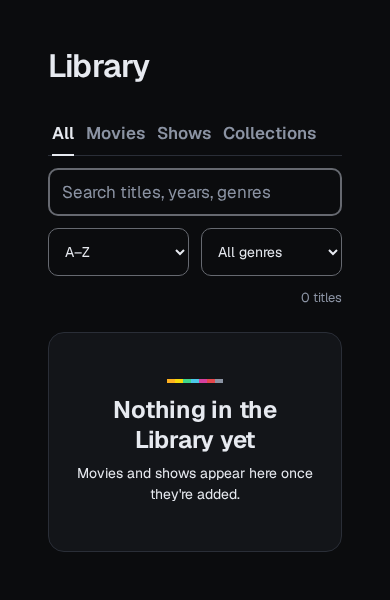 Library
All Movies Shows Collections
Search titles, years, genres
A–Z All genres
0 titles
Nothing in the
Library yet
Movies and shows appear here once
they're added.